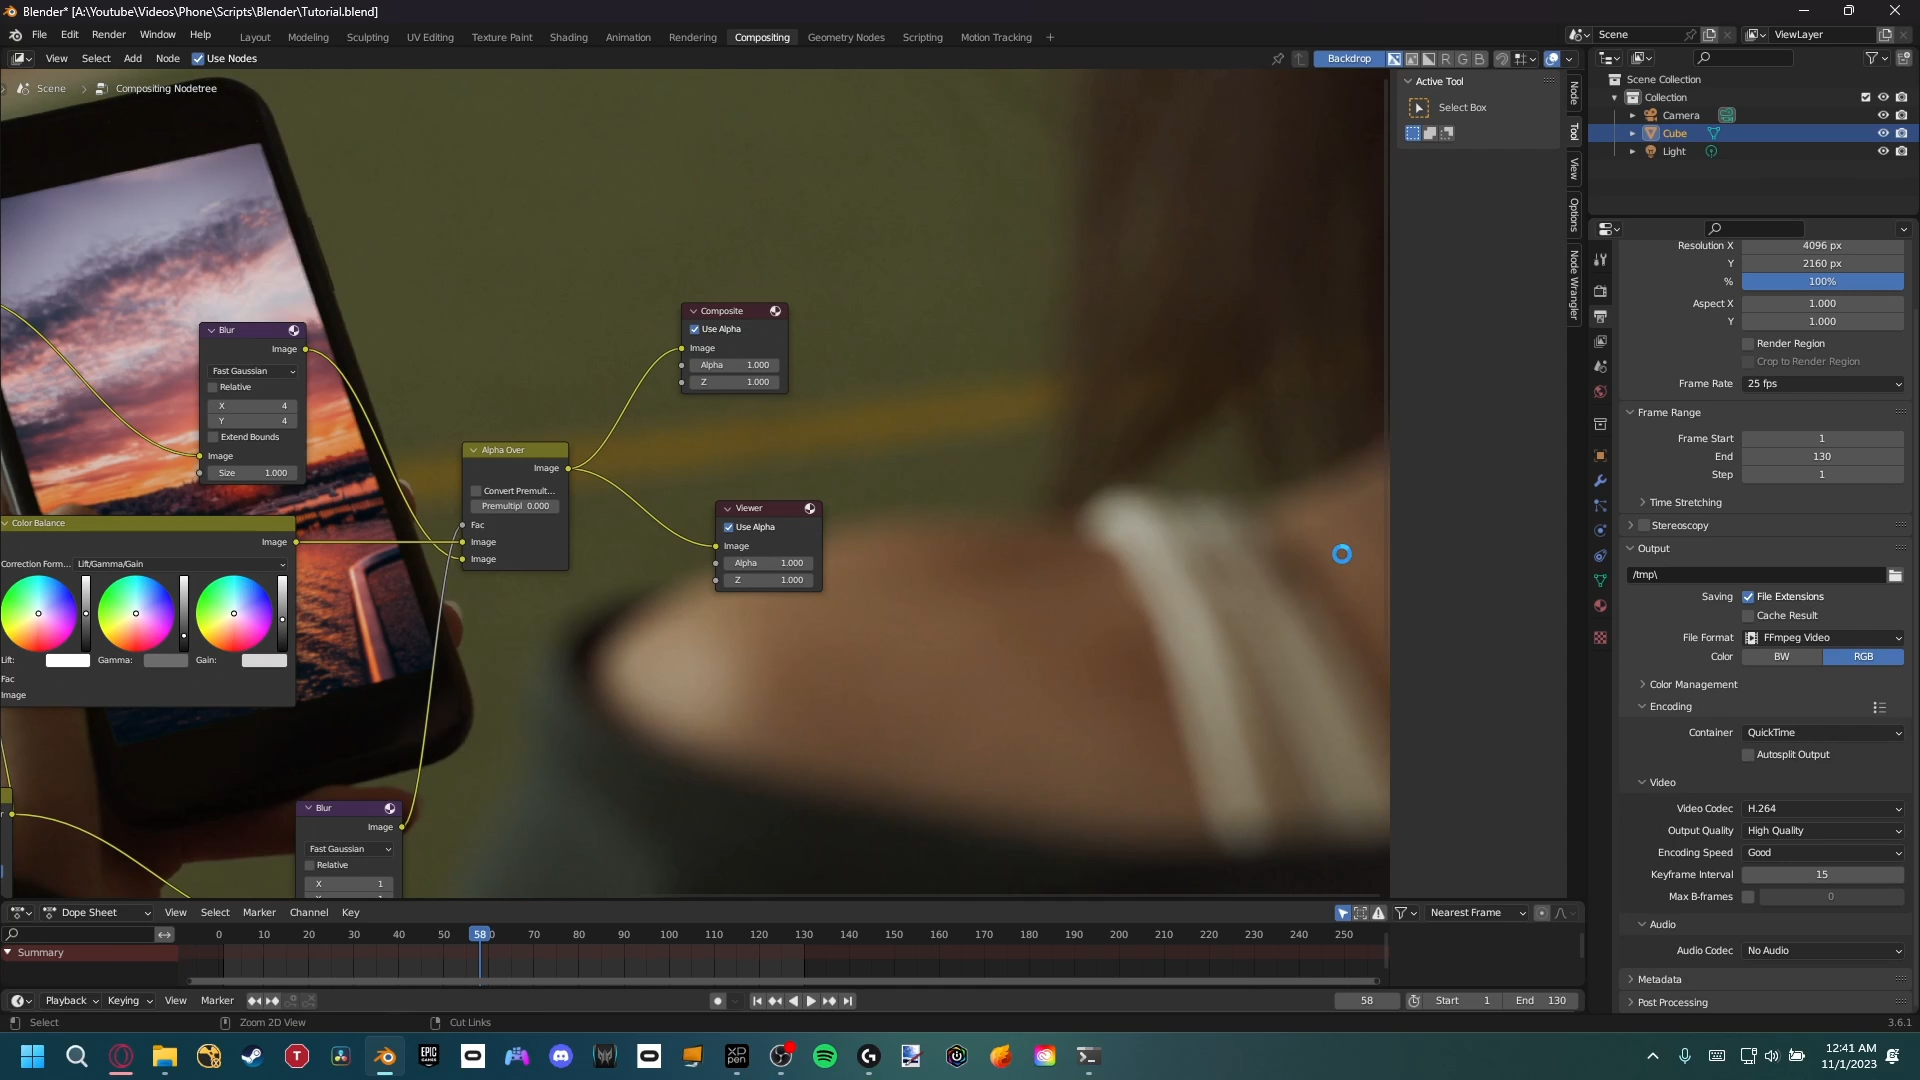 Blender* [A:\Youtube\Videos\Phone\Scripts\Blender\Tutorial.blend]
File Edit Render Window Help Layout Modeling Sculpting UV Editing Texture Paint Shading Animation Rendering Compositing Geometry Nodes Scripting Motion Tracking + Scene ViewLayer
View Select Add Node Use Nodes Backdrop R G B
Scene > Compositing Nodetree
Active Tool
Select Box
Node
Tool
View
Options
Node Wrangler
Scene Collection
Collection
Camera
Cube
Light
Resolution X 4096 px
Y 2160 px
% 100%
Aspect X 1.000
Y 1.000
Render Region
Crop to Render Region
Frame Rate 25 fps
Frame Range
Frame Start 1
End 130
Step 1
Time Stretching
Stereoscopy
Output
/tmp\
Saving File Extensions
Cache Result
File Format FFmpeg Video
Color BW RGB
Color Management
Encoding
Container QuickTime
Autosplit Output
Video
Video Codec H.264
Output Quality High Quality
Encoding Speed Good
Keyframe Interval 15
Max B-frames 0
Audio
Audio Codec No Audio
Metadata
Post Processing
Composite
Use Alpha
Image
Alpha 1.000
Z 1.000
Blur
Image
Fast Gaussian
Relative
X 4
Y 4
Extend Bounds
Image
Size 1.000
Alpha Over
Image
Convert Premult...
Premultipl 0.000
Fac
Image
Image
Viewer
Use Alpha
Image
Alpha 1.000
Z 1.000
Color Balance
Image
Correction Form... Lift/Gamma/Gain
Lift: Gamma: Gain:
Fac
Image
Blur
Image
Fast Gaussian
Relative
X 1
Dope Sheet View Select Marker Channel Key Nearest Frame
0 10 20 30 40 58 70 80 90 100 110 120 130 140 150 160 170 180 190 200 210 220 230 240 250
Summary
Playback Keying View Marker 58 Start 1 End 130
Select Zoom 2D View Cut Links 3.6.1
T EPIC GAMES XD PEN
12:41 AM
11/1/2023